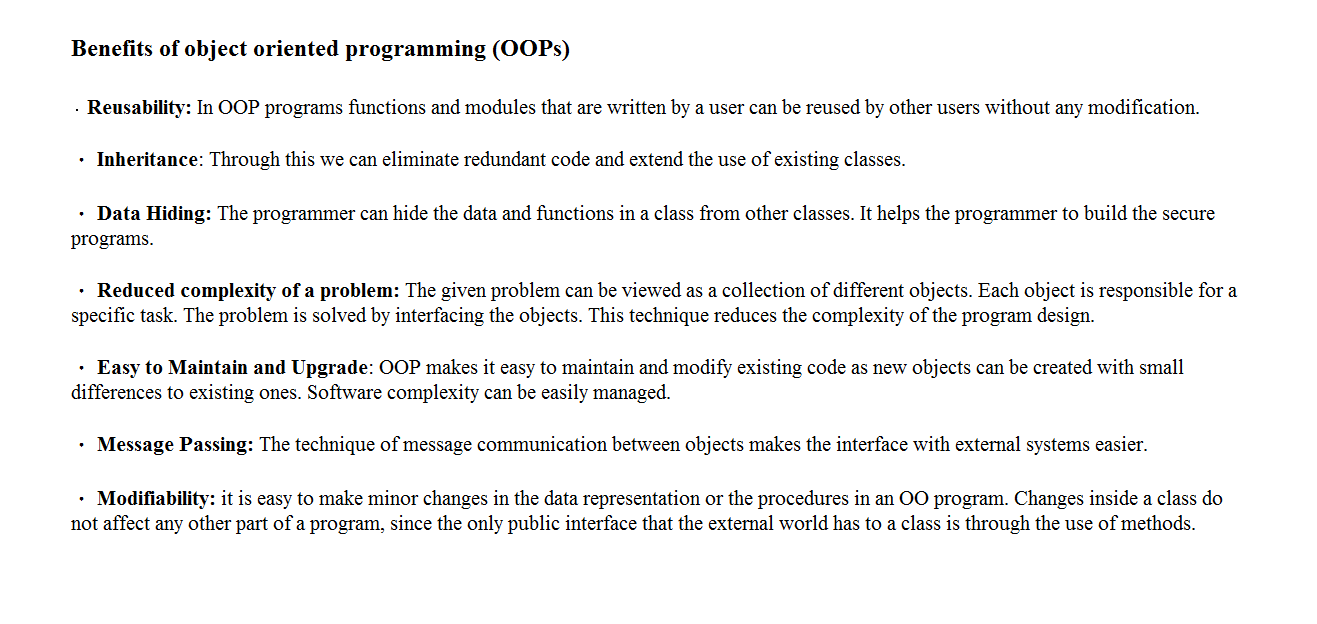 Benefits of object oriented programming (OOPs)
· Reusability: In OOP programs functions and modules that are written by a user can be reused by other users without any modification.
· Inheritance: Through this we can eliminate redundant code and extend the use of existing classes.
· Data Hiding: The programmer can hide the data and functions in a class from other classes. It helps the programmer to build the secure
programs.
· Reduced complexity of a problem: The given problem can be viewed as a collection of different objects. Each object is responsible for a
specific task. The problem is solved by interfacing the objects. This technique reduces the complexity of the program design.
· Easy to Maintain and Upgrade: OOP makes it easy to maintain and modify existing code as new objects can be created with small
differences to existing ones. Software complexity can be easily managed.
· Message Passing: The technique of message communication between objects makes the interface with external systems easier.
· Modifiability: it is easy to make minor changes in the data representation or the procedures in an OO program. Changes inside a class do
not affect any other part of a program, since the only public interface that the external world has to a class is through the use of methods.